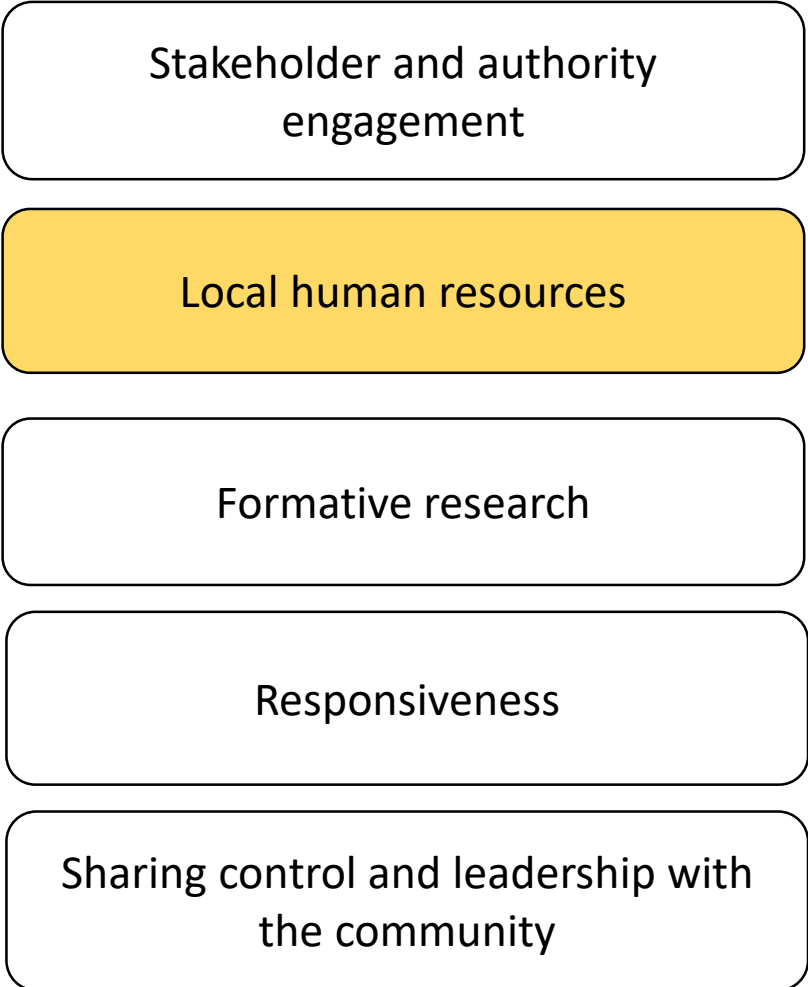 Stakeholder and authority
engagement
Local human resources
Formative research
Responsiveness
Sharing control and leadership with
the community